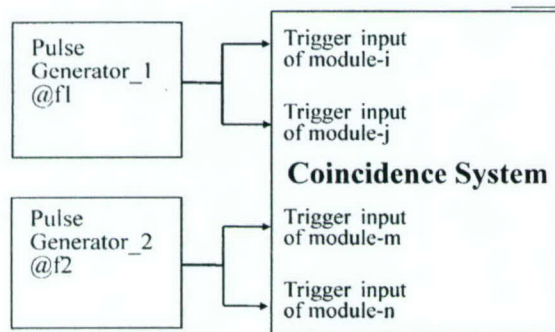 Pulse
Generator_1
@f1
Trigger input
of module-i
Trigger input
of module-j
Coincidence System
Pulse
Generator_2
@f2
Trigger input
of module-m
Trigger input
of module-n